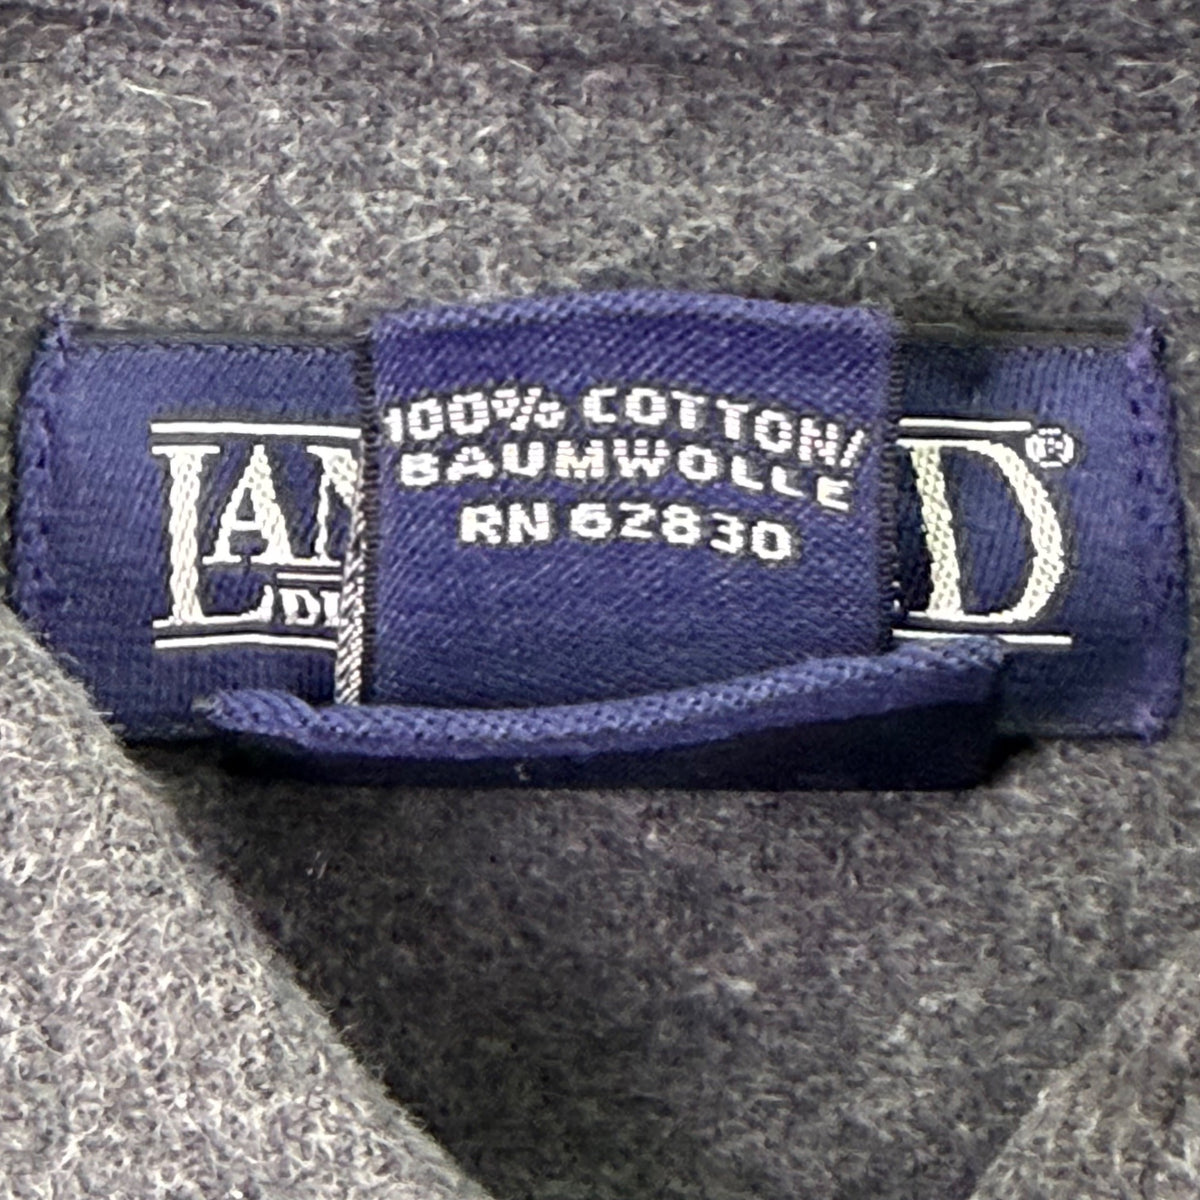 100% COTTON/
BAUMWOLLE
RN 62830